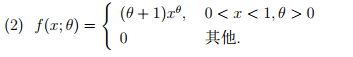 (2) f(x; θ) = { (θ + 1)x^θ, 0 < x < 1, θ > 0
0 其他.